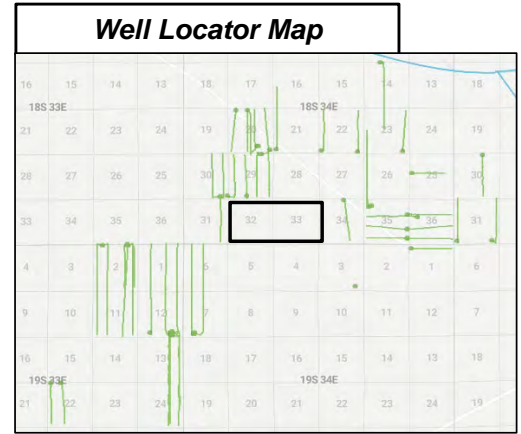 Well Locator Map
16 15 14 13 18 17 16 15 14 13 18
18S 33E 18S 34E
21 22 23 24 19 20 21 22 23 24 19
28 27 26 25 30 29 28 27 26 25 30
33 34 35 36 31 32 33 34 35 36 31
4 3 2 1 6 5 4 3 2 1 6
9 10 11 12 7 8 9 10 11 12 7
16 15 14 13 18 17 16 15 14 13 18
19S 33E 19S 34E
21 22 23 24 19 20 21 22 23 24 19